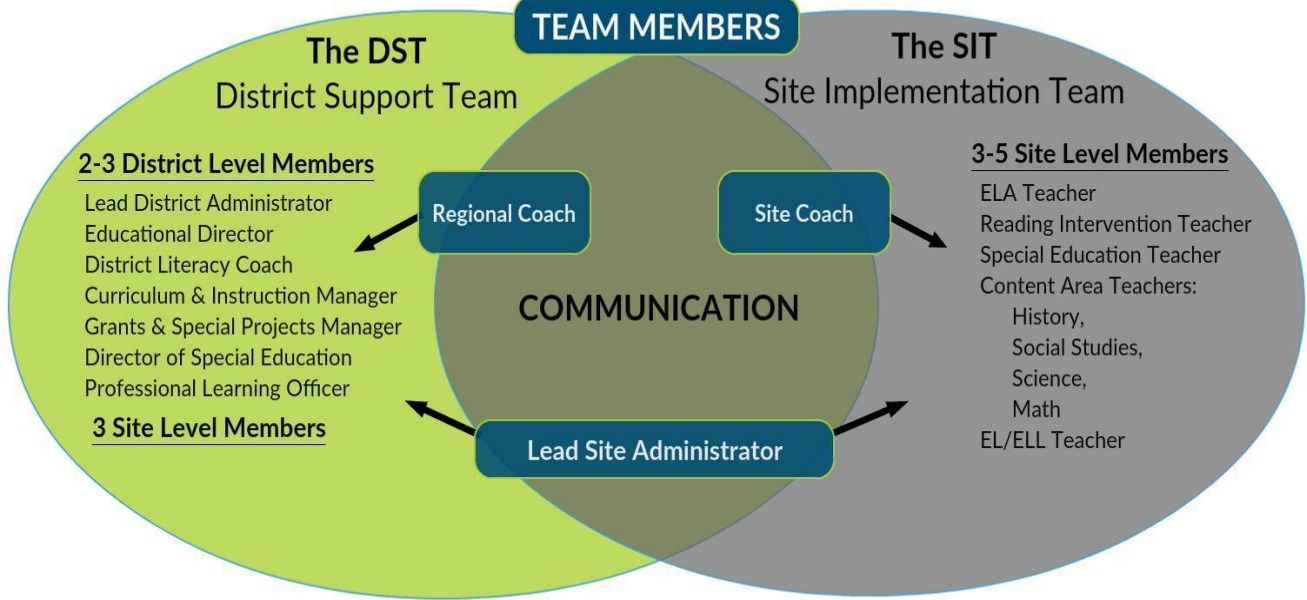 TEAM MEMBERS
The DST
District Support Team
2-3 District Level Members
Lead District Administrator
Educational Director
District Literacy Coach
Curriculum & Instruction Manager
Grants & Special Projects Manager
Director of Special Education
Professional Learning Officer
3 Site Level Members
Regional Coach
Site Coach
COMMUNICATION
Lead Site Administrator
The SIT
Site Implementation Team
3-5 Site Level Members
ELA Teacher
Reading Intervention Teacher
Special Education Teacher
Content Area Teachers:
History,
Social Studies,
Science,
Math
EL/ELL Teacher